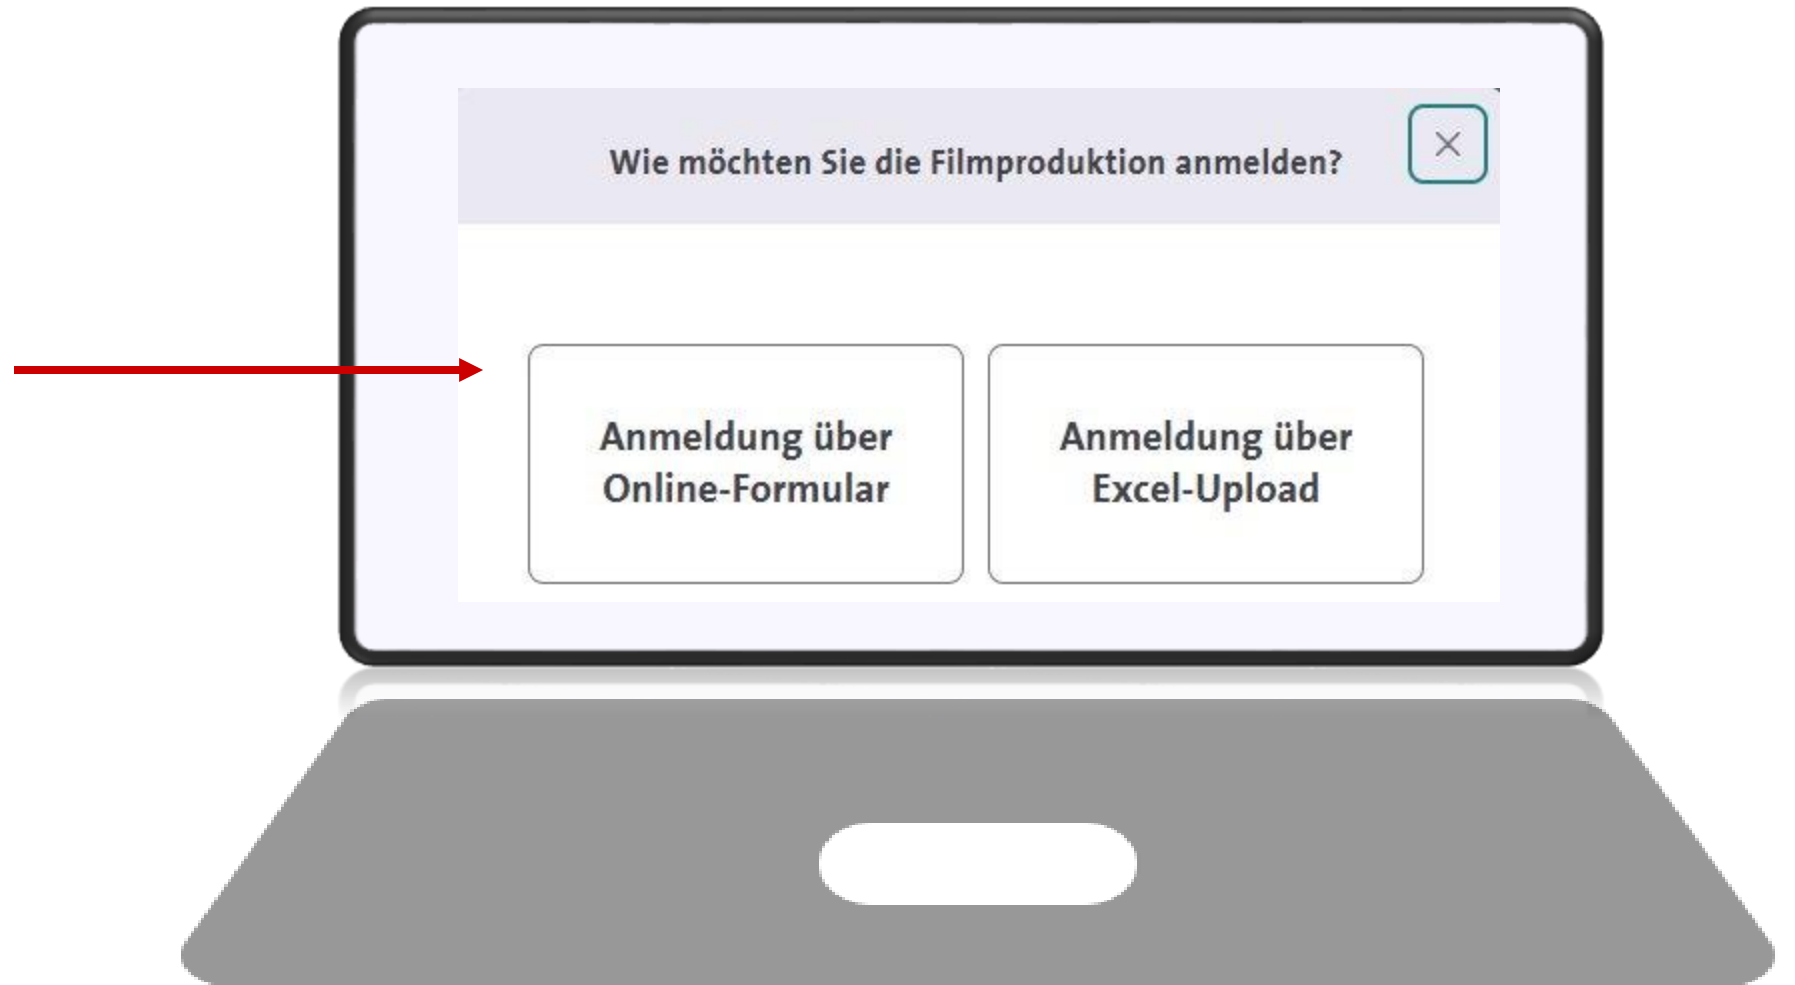 Wie möchten Sie die Filmproduktion anmelden?
Anmeldung über
Online-Formular
Anmeldung über
Excel-Upload